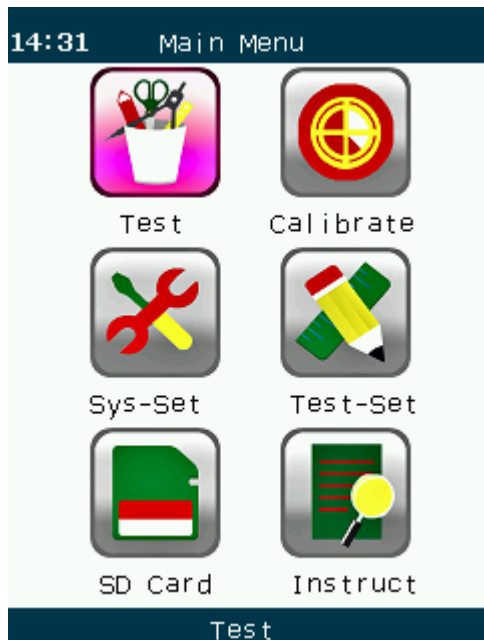 14:31 Main Menu
Test Calibrate
Sys-Set Test-Set
SD Card Instruct
Test